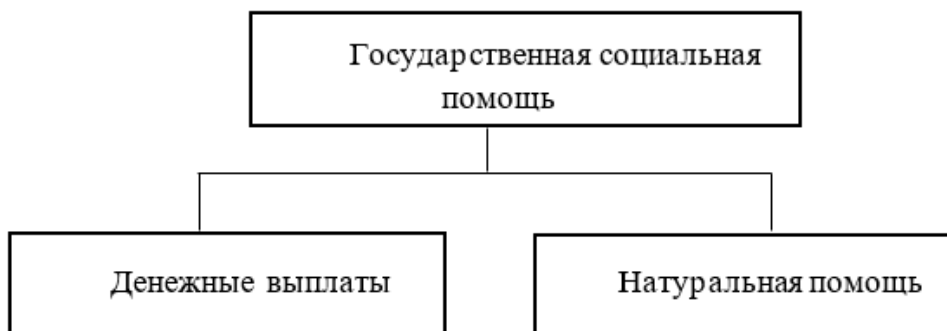 Государственная социальная
помощь
Денежные выплаты
Натуральная помощь